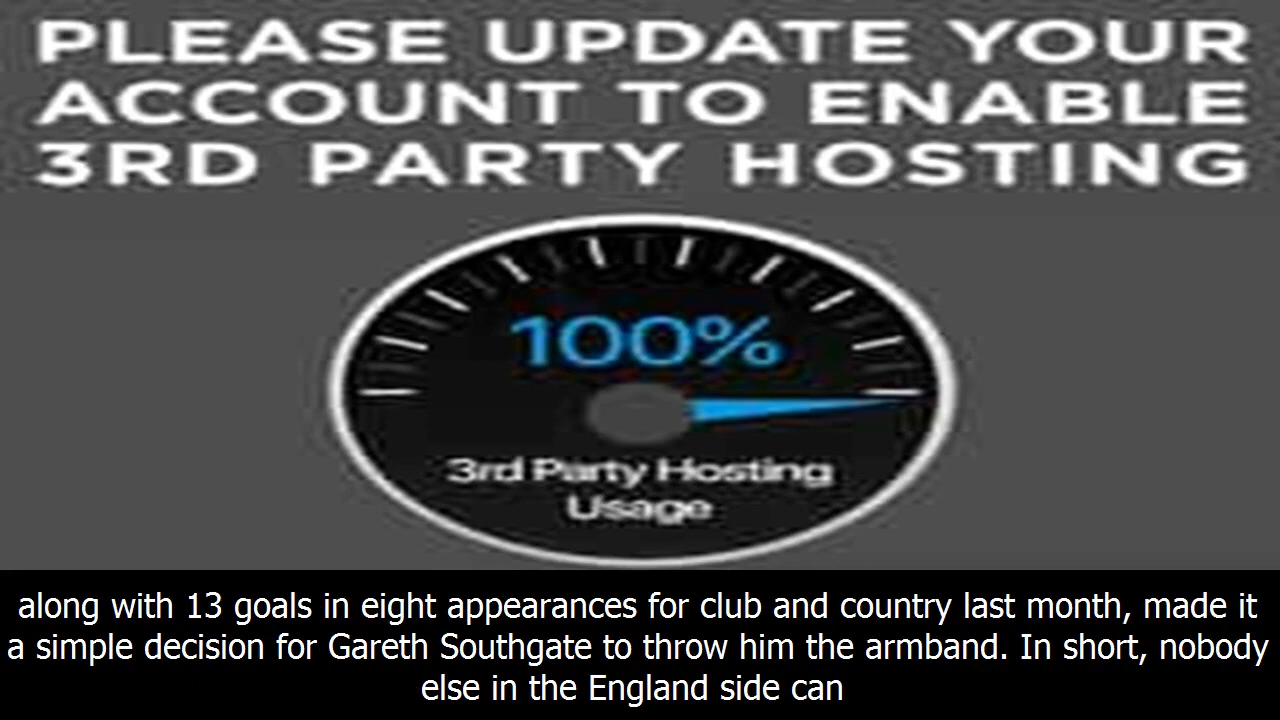 PLEASE UPDATE YOUR
ACCOUNT TO ENABLE
3RD PARTY HOSTING
100%
3rd Party Hosting
Usage
along with 13 goals in eight appearances for club and country last month, made it
a simple decision for Gareth Southgate to throw him the armband. In short, nobody
else in the England side can